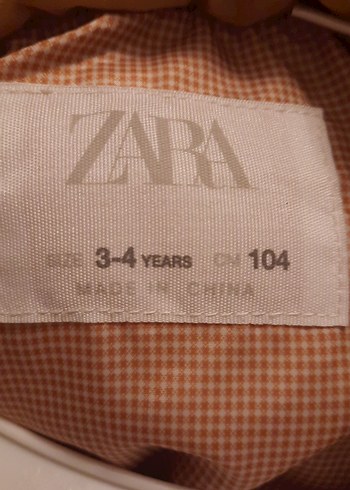 ZARA
SIZE 3-4 YEARS CM 104
MADE IN CHINA